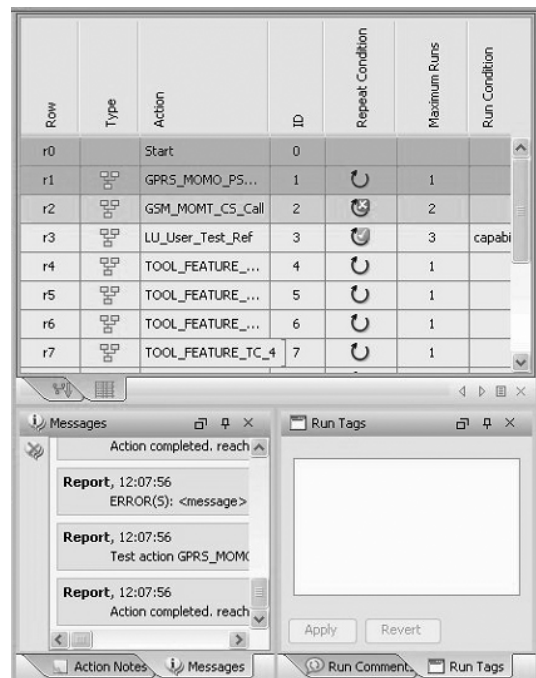 Row Type Action ID Repeat Condition Maximum Runs Run Condition
r0 Start 0
r1 GPRS_MOMO_PS... 1 1
r2 GSM_MOMT_CS_Call 2 2
r3 LU_User_Test_Ref 3 3 capabi
r4 TOOL_FEATURE_... 4 1
r5 TOOL_FEATURE_... 5 1
r6 TOOL_FEATURE_... 6 1
r7 TOOL_FEATURE_TC_4 7 1
Messages
Action completed. reach
Report, 12:07:56
ERROR(S): <message>
Report, 12:07:56
Test action GPRS_MOMO
Report, 12:07:56
Action completed. reach
Action Notes Messages
Run Tags
Apply Revert
Run Comment. Run Tags